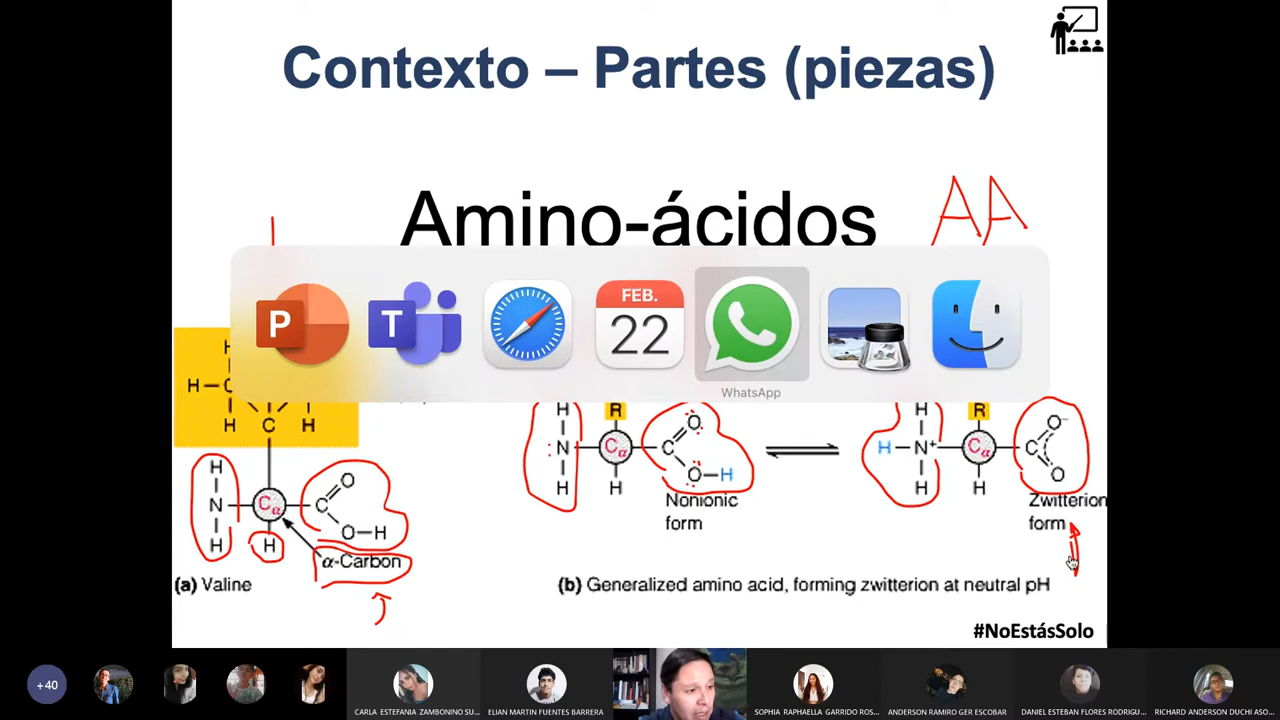 Contexto – Partes (piezas)
Amino-ácidos
AA
P
T
FEB.
22
WhatsApp
H
H
C
H
C
H
H
N
H
Cα
H
C
O
O
H
α-Carbon
(a) Valine
H
N
H
R
Cα
H
C
O
O
H
Nonionic
form
H
H
N+
H
R
Cα
H
C
O-
O
Zwitterion
form
(b) Generalized amino acid, forming zwitterion at neutral pH
#NoEstásSolo
+40
CARLA ESTEFANIA ZAMBONINO SU...
ELIAN MARTIN FUENTES BARRERA
SOPHIA RAPHAELLA GARRIDO ROS...
ANDERSON RAMIRO GER ESCOBAR
DANIEL ESTEBAN FLORES RODRIGU...
RICHARD ANDERSON DUCHI ASO...